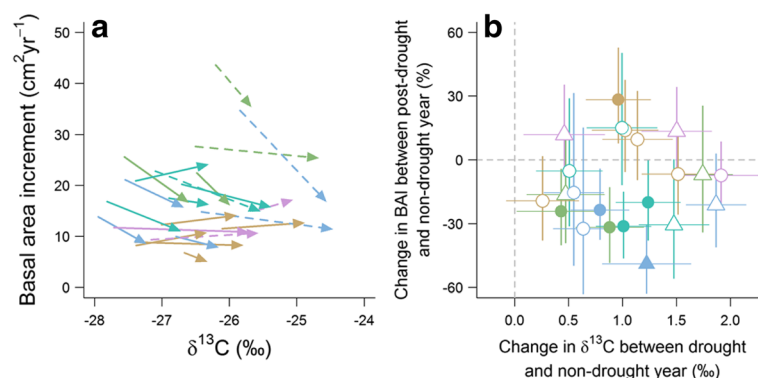 a
Basal area increment (cm²yr⁻¹)
50
40
30
20
10
0
-28
-27
-26
-25
-24
δ¹³C (‰)
b
Change in BAI between post-drought
and non-drought year (%)
60
30
0
-30
-60
0.0
0.5
1.0
1.5
2.0
Change in δ¹³C between drought
and non-drought year (‰)